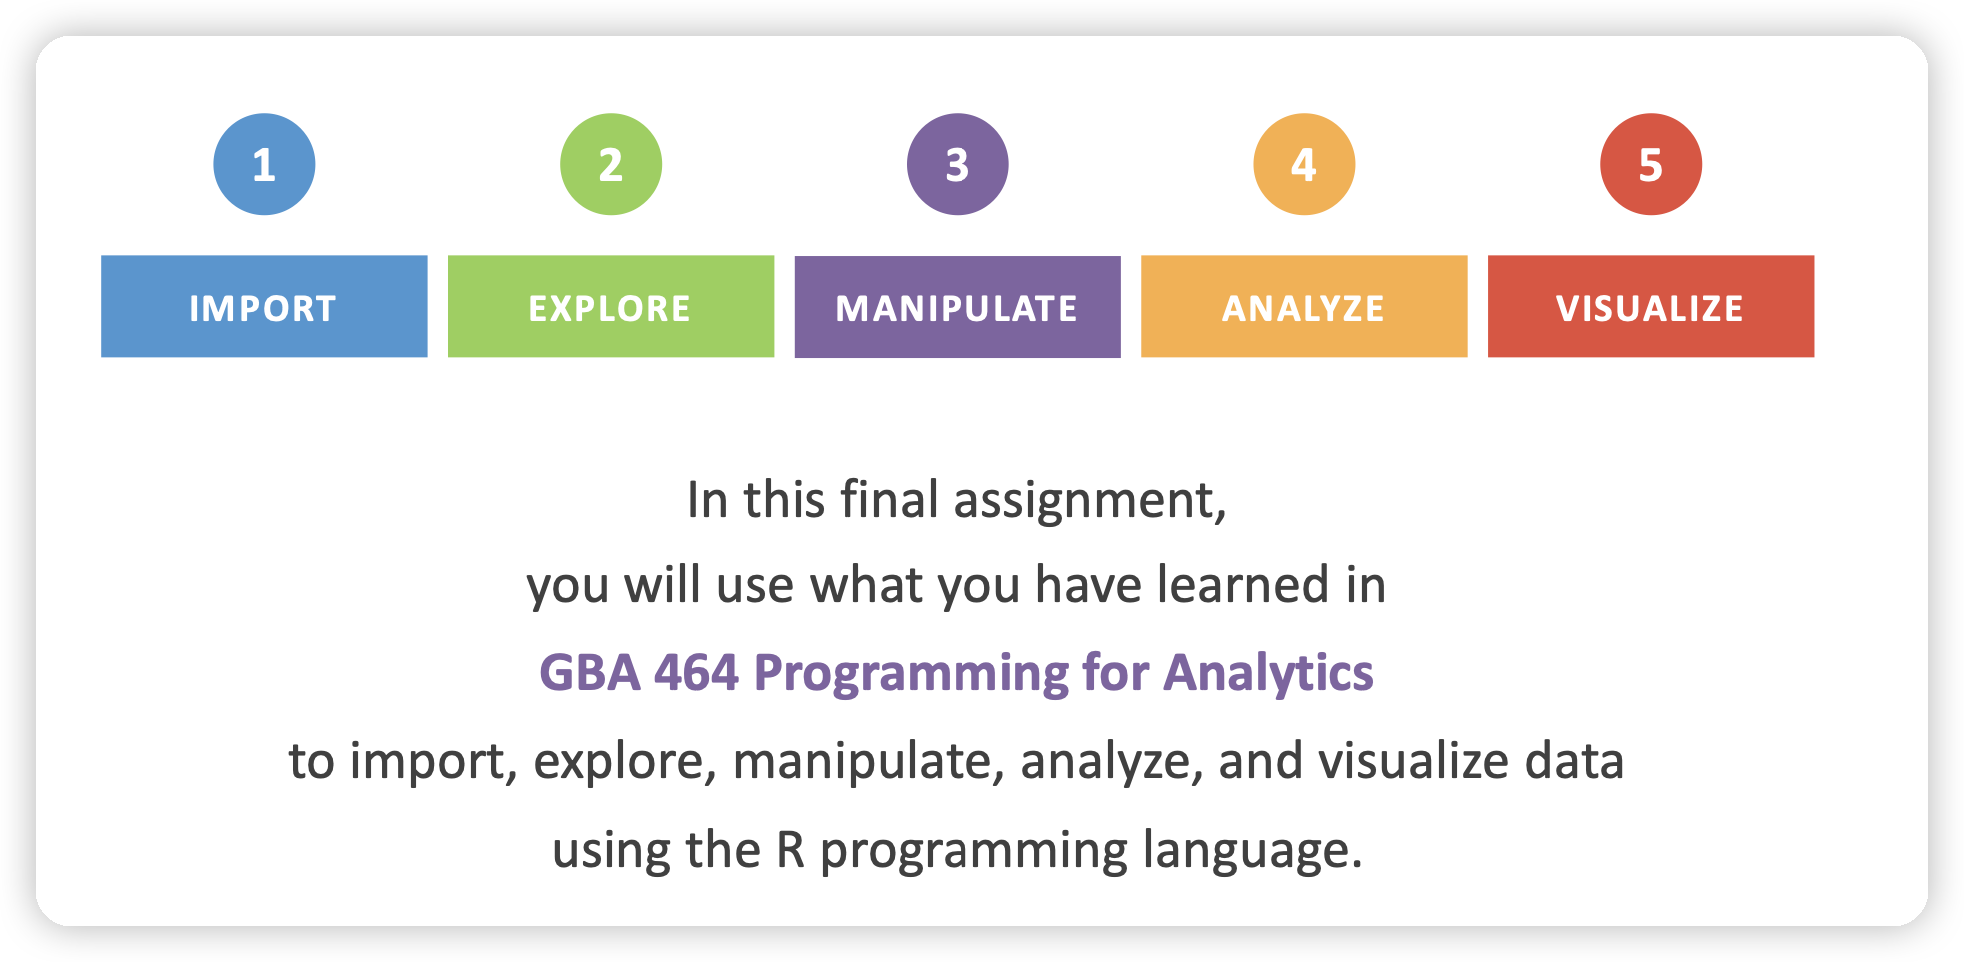 1
2
3
4
5
IMPORT
EXPLORE
MANIPULATE
ANALYZE
VISUALIZE
In this final assignment,
you will use what you have learned in
GBA 464 Programming for Analytics
to import, explore, manipulate, analyze, and visualize data
using the R programming language.